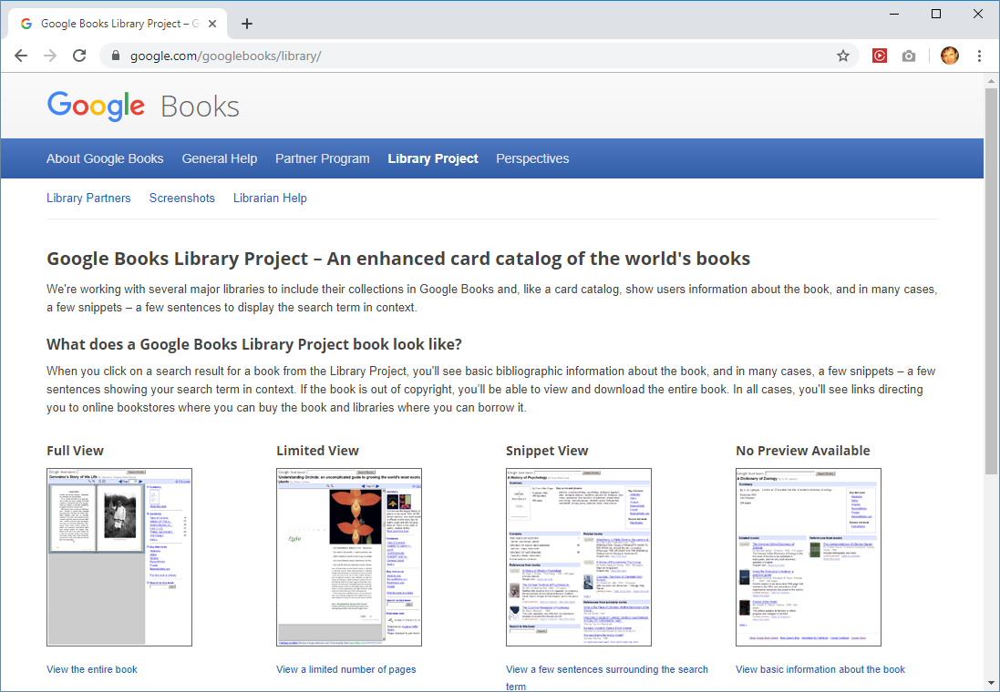 Google Books Library Project – G
google.com/googlebooks/library/
Google Books
About Google Books General Help Partner Program Library Project Perspectives
Library Partners Screenshots Librarian Help
Google Books Library Project – An enhanced card catalog of the world's books
We're working with several major libraries to include their collections in Google Books and, like a card catalog, show users information about the book, and in many cases,
a few snippets – a few sentences to display the search term in context.
What does a Google Books Library Project book look like?
When you click on a search result for a book from the Library Project, you'll see basic bibliographic information about the book, and in many cases, a few snippets – a few
sentences showing your search term in context. If the book is out of copyright, you'll be able to view and download the entire book. In all cases, you'll see links directing
you to online bookstores where you can buy the book and libraries where you can borrow it.
Full View Limited View Snippet View No Preview Available
Geronimo's Story of His Life
Understanding Orchids: an uncomplicated guide to growing the world's most exotic
plants
A History of Psychology
A Dictionary of Zoology
View the entire book View a limited number of pages View a few sentences surrounding the search View basic information about the book
term